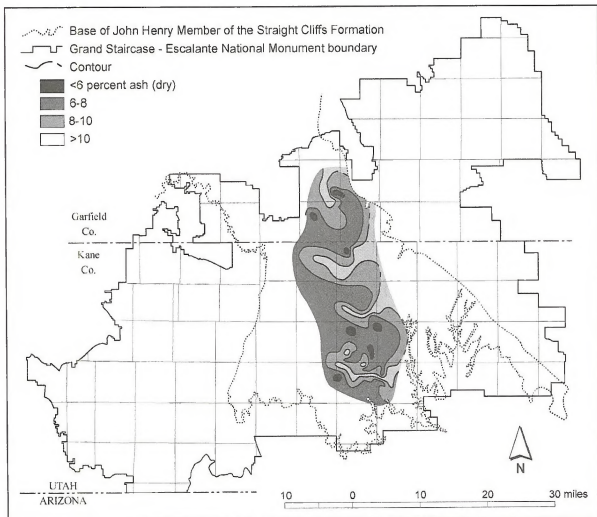 Base of John Henry Member of the Straight Cliffs Formation
Grand Staircase - Escalante National Monument boundary
Contour
<6 percent ash (dry)
6-8
8-10
>10
Garfield
Co.
Kane
Co.
N
UTAH
ARIZONA
10 0 10 20 30 miles